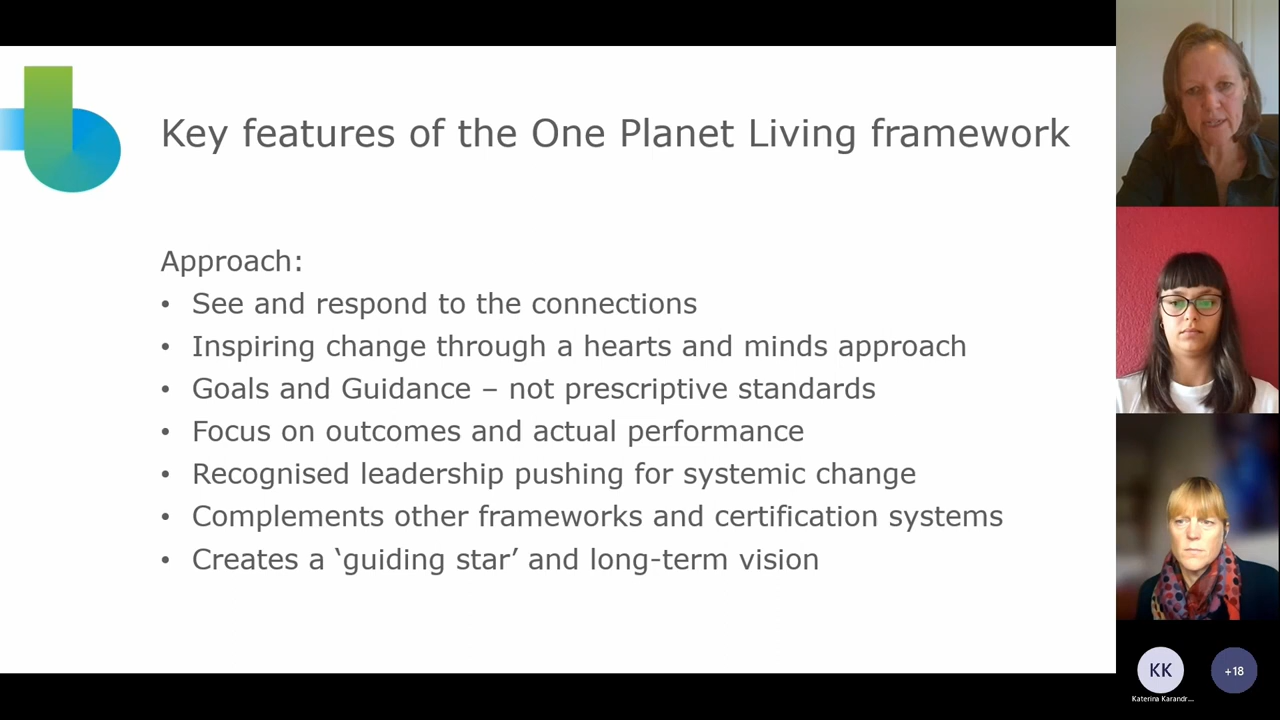 Key features of the One Planet Living framework
Approach:
• See and respond to the connections
• Inspiring change through a hearts and minds approach
• Goals and Guidance – not prescriptive standards
• Focus on outcomes and actual performance
• Recognised leadership pushing for systemic change
• Complements other frameworks and certification systems
• Creates a ‘guiding star’ and long-term vision
KK
+18
Katerina Karandr...